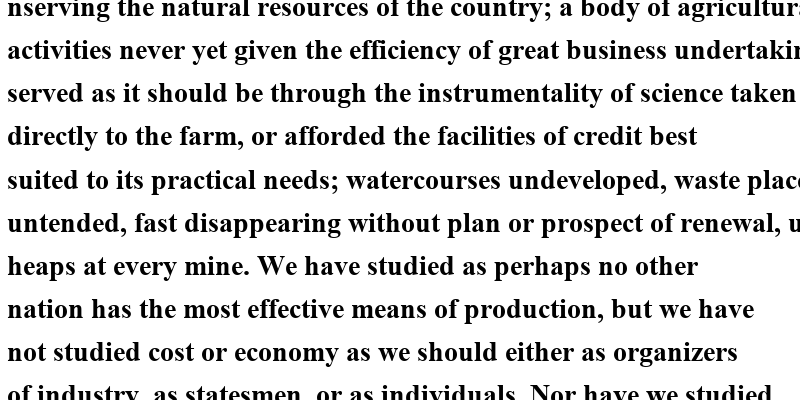 nserving the natural resources of the country; a body of agricultur
activities never yet given the efficiency of great business undertakin
served as it should be through the instrumentality of science taken
directly to the farm, or afforded the facilities of credit best
suited to its practical needs; watercourses undeveloped, waste place
untended, fast disappearing without plan or prospect of renewal, u
heaps at every mine. We have studied as perhaps no other
nation has the most effective means of production, but we have
not studied cost or economy as we should either as organizers
of industry, as statesmen, or as individuals. Nor have we studied